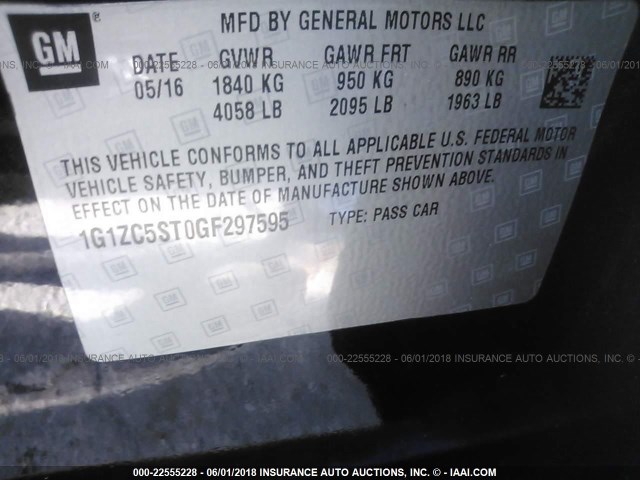 GM
MFD BY GENERAL MOTORS LLC
DATE GVWR GAWR FRT GAWR RR
05/16 1840 KG 950 KG 890 KG
4058 LB 2095 LB 1963 LB
THIS VEHICLE CONFORMS TO ALL APPLICABLE U.S. FEDERAL MOTOR
VEHICLE SAFETY, BUMPER, AND THEFT PREVENTION STANDARDS IN
EFFECT ON THE DATE OF MANUFACTURE SHOWN ABOVE.
1G1ZC5ST0GF297595 TYPE: PASS CAR
000-22555228 - 06/01/2018 INSURANCE AUTO AUCTIONS, INC. - © IAAI.COM